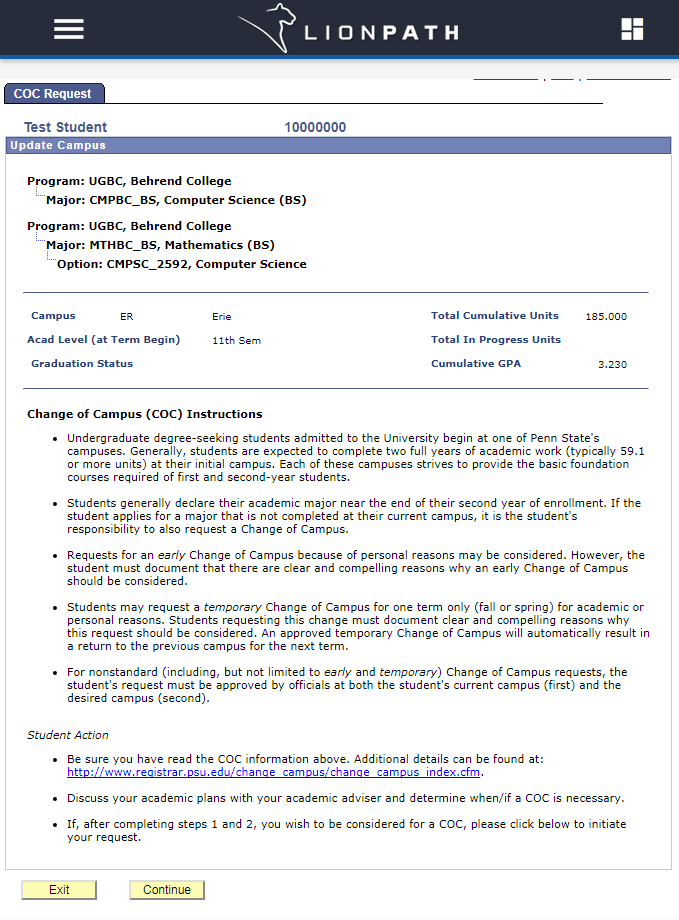 LIONPATH
COC Request
Test Student 10000000
Update Campus
Program: UGBC, Behrend College
Major: CMPBC_BS, Computer Science (BS)
Program: UGBC, Behrend College
Major: MTHBC_BS, Mathematics (BS)
Option: CMPSC_2592, Computer Science
Campus ER Erie Total Cumulative Units 185.000
Acad Level (at Term Begin) 11th Sem Total In Progress Units
Graduation Status Cumulative GPA 3.230
Change of Campus (COC) Instructions
• Undergraduate degree-seeking students admitted to the University begin at one of Penn State's
campuses. Generally, students are expected to complete two full years of academic work (typically 59.1
or more units) at their initial campus. Each of these campuses strives to provide the basic foundation
courses required of first and second-year students.
• Students generally declare their academic major near the end of their second year of enrollment. If the
student applies for a major that is not completed at their current campus, it is the student's
responsibility to also request a Change of Campus.
• Requests for an early Change of Campus because of personal reasons may be considered. However, the
student must document that there are clear and compelling reasons why an early Change of Campus
should be considered.
• Students may request a temporary Change of Campus for one term only (fall or spring) for academic or
personal reasons. Students requesting this change must document clear and compelling reasons why
this request should be considered. An approved temporary Change of Campus will automatically result in
a return to the previous campus for the next term.
• For nonstandard (including, but not limited to early and temporary) Change of Campus requests, the
student's request must be approved by officials at both the student's current campus (first) and the
desired campus (second).
Student Action
• Be sure you have read the COC information above. Additional details can be found at:
http://www.registrar.psu.edu/change_campus/change_campus_index.cfm.
• Discuss your academic plans with your academic adviser and determine when/if a COC is necessary.
• If, after completing steps 1 and 2, you wish to be considered for a COC, please click below to initiate
your request.
Exit Continue